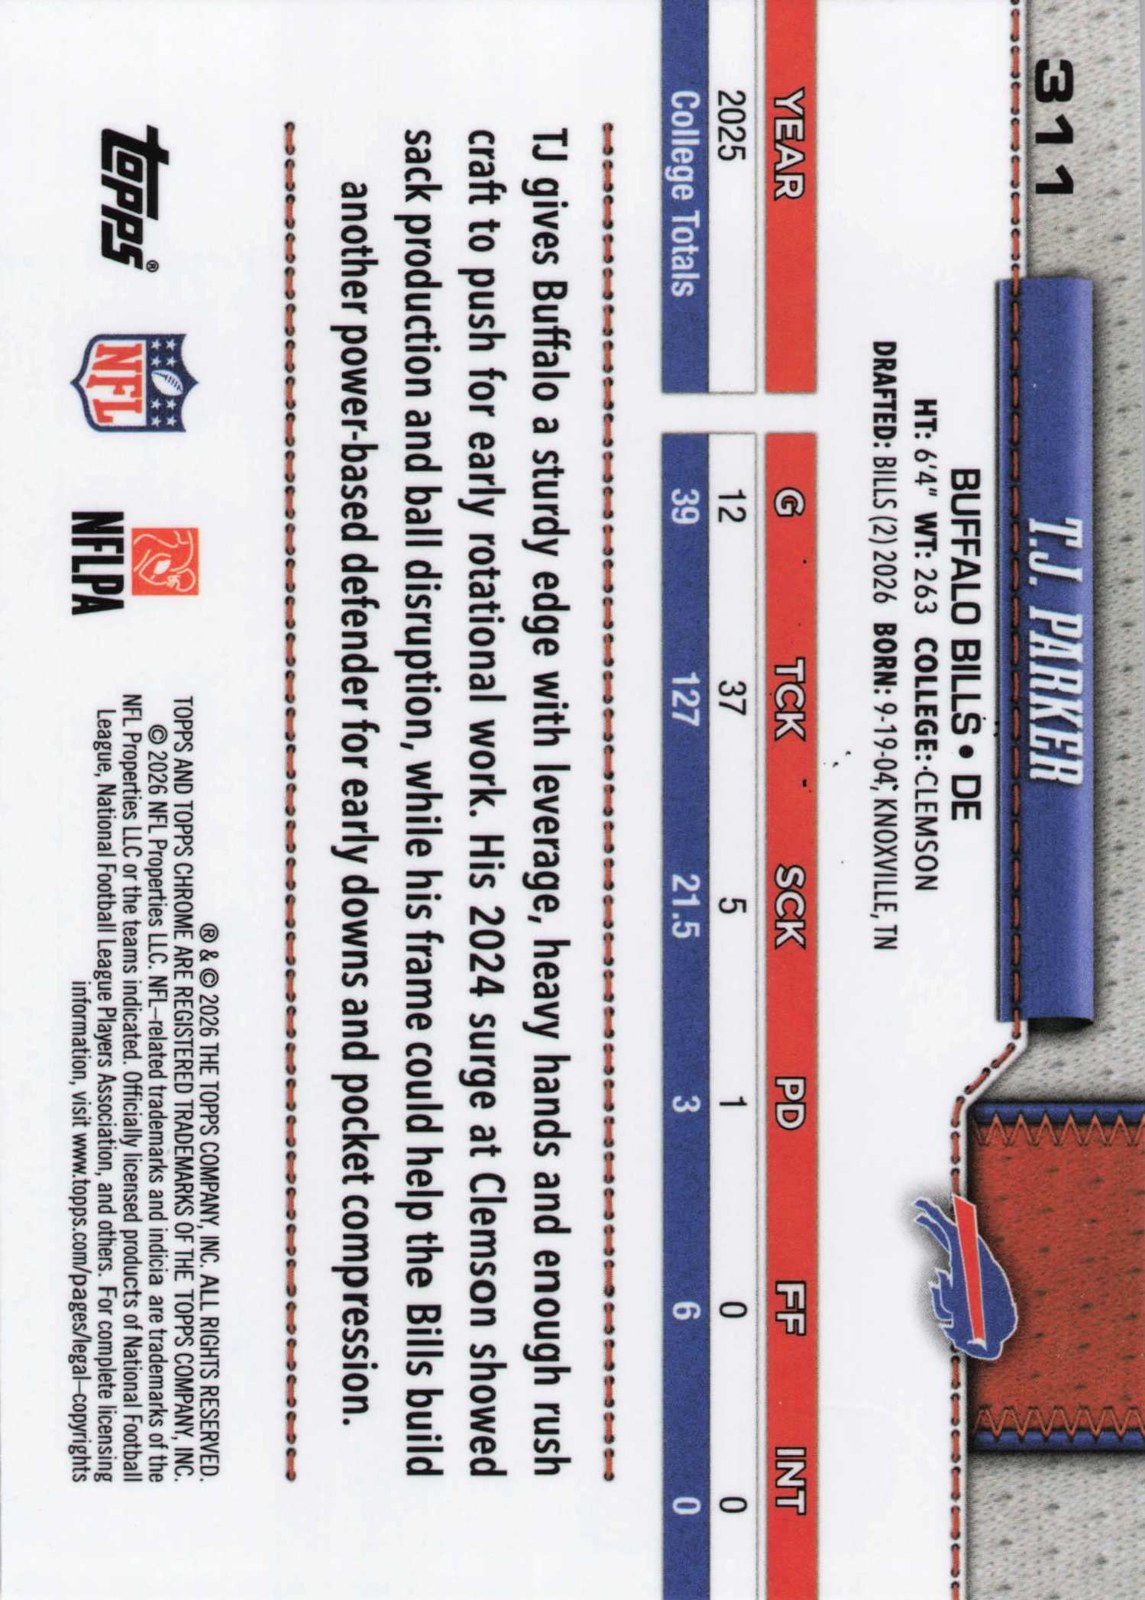 311
T.J. PARKER
BUFFALO BILLS • DE
HT: 6'4" WT: 263 COLLEGE: CLEMSON
DRAFTED: BILLS (2) 2026 BORN: 9-19-04, KNOXVILLE, TN
YEAR G TCK SCK PD FF INT
2025 12 37 5 1 0 0
College Totals 39 127 21.5 3 6 0
TJ gives Buffalo a sturdy edge with leverage, heavy hands and enough rush
craft to push for early rotational work. His 2024 surge at Clemson showed
sack production and ball disruption, while his frame could help the Bills build
another power-based defender for early downs and pocket compression.
topps®
NFL
NFLPA
® & © 2026 THE TOPPS COMPANY, INC. ALL RIGHTS RESERVED.
TOPPS AND TOPPS CHROME ARE REGISTERED TRADEMARKS OF THE TOPPS COMPANY, INC.
© 2026 NFL Properties LLC. NFL–related trademarks and indicia are trademarks of the
NFL Properties LLC or the teams indicated. Officially licensed products of National Football
League, National Football League Players Association, and others. For complete licensing
information, visit www.topps.com/pages/legal–copyrights